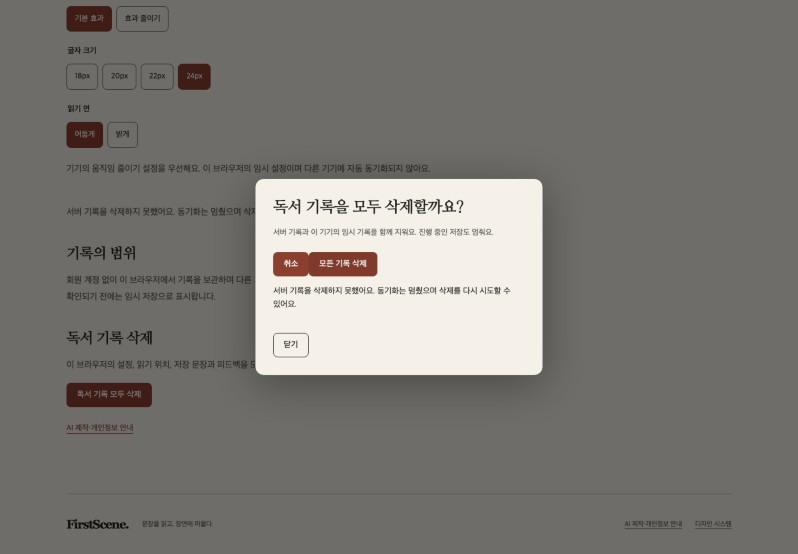 기본 효과 효과 줄이기
글자 크기
18px 20px 22px 24px
읽기 면
어둡게 밝게
기기의 움직임 줄이기 설정을 우선해요. 이 브라우저의 임시 설정이며 다른 기기에 자동 동기화되지 않아요.
서버 기록을 삭제하지 못했어요. 동기화는 멈췄으며 삭제
기록의 범위
회원 계정 없이 이 브라우저에서 기록을 보관하며 다른
확인되기 전에는 임시 저장으로 표시합니다.
독서 기록 삭제
이 브라우저의 설정, 읽기 위치, 저장 문장과 피드백을 모
독서 기록 모두 삭제
AI 제작·개인정보 안내
독서 기록을 모두 삭제할까요?
서버 기록과 이 기기의 임시 기록을 함께 지워요. 진행 중인 저장도 멈춰요.
취소 모든 기록 삭제
서버 기록을 삭제하지 못했어요. 동기화는 멈췄으며 삭제를 다시 시도할 수
있어요.
닫기
FirstScene. 문장을 읽고, 장면에 머물다.
AI 제작·개인정보 안내 디자인 시스템